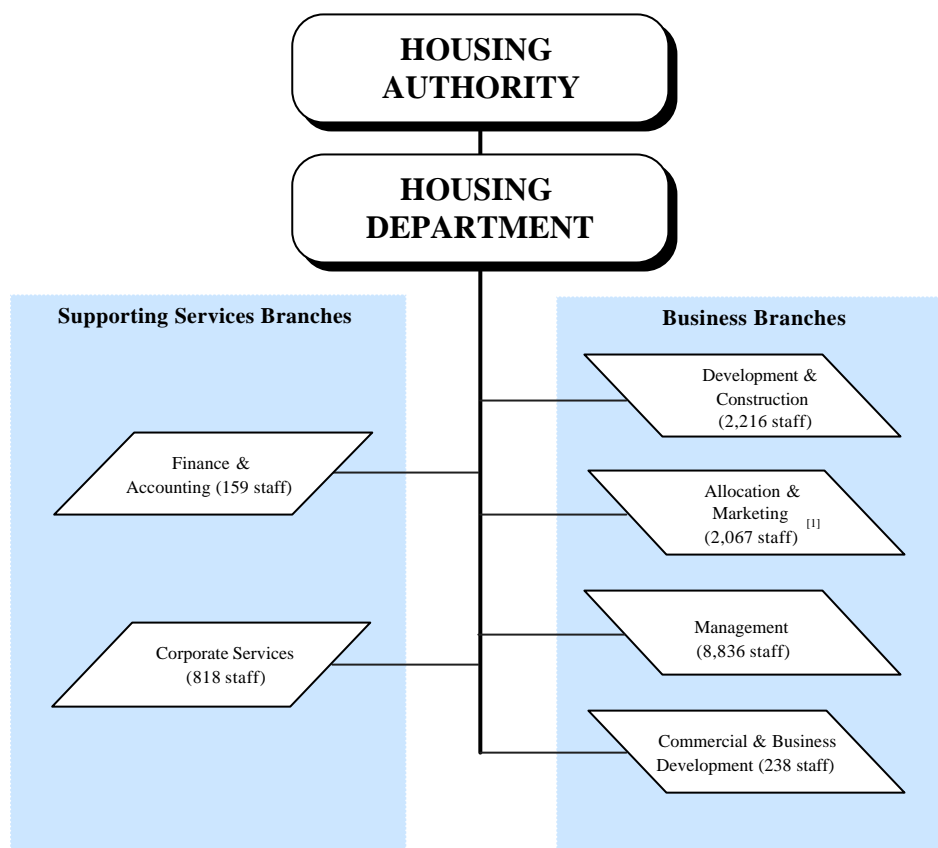 HOUSING
AUTHORITY
HOUSING
DEPARTMENT
Supporting Services Branches
Finance &
Accounting (159 staff)
Corporate Services
(818 staff)
Business Branches
Development &
Construction
(2,216 staff)
Allocation &
Marketing
(2,067 staff) [1]
Management
(8,836 staff)
Commercial & Business
Development (238 staff)